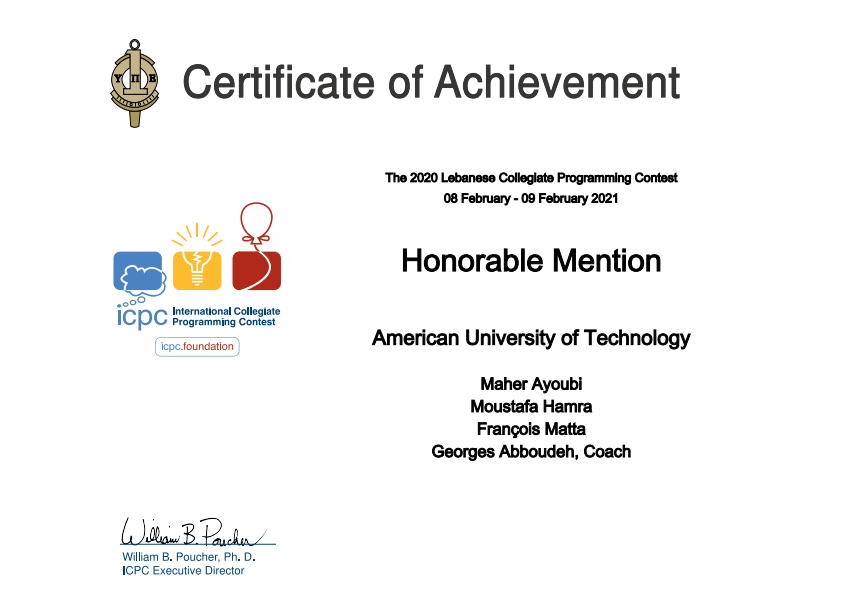 Certificate of Achievement
Υ Π Ε
The 2020 Lebanese Collegiate Programming Contest
08 February - 09 February 2021
Honorable Mention
icpc International Collegiate
Programming Contest
icpc.foundation
American University of Technology
Maher Ayoubi
Moustafa Hamra
François Matta
Georges Abboudeh, Coach
William B. Poucher
William B. Poucher, Ph. D.
ICPC Executive Director